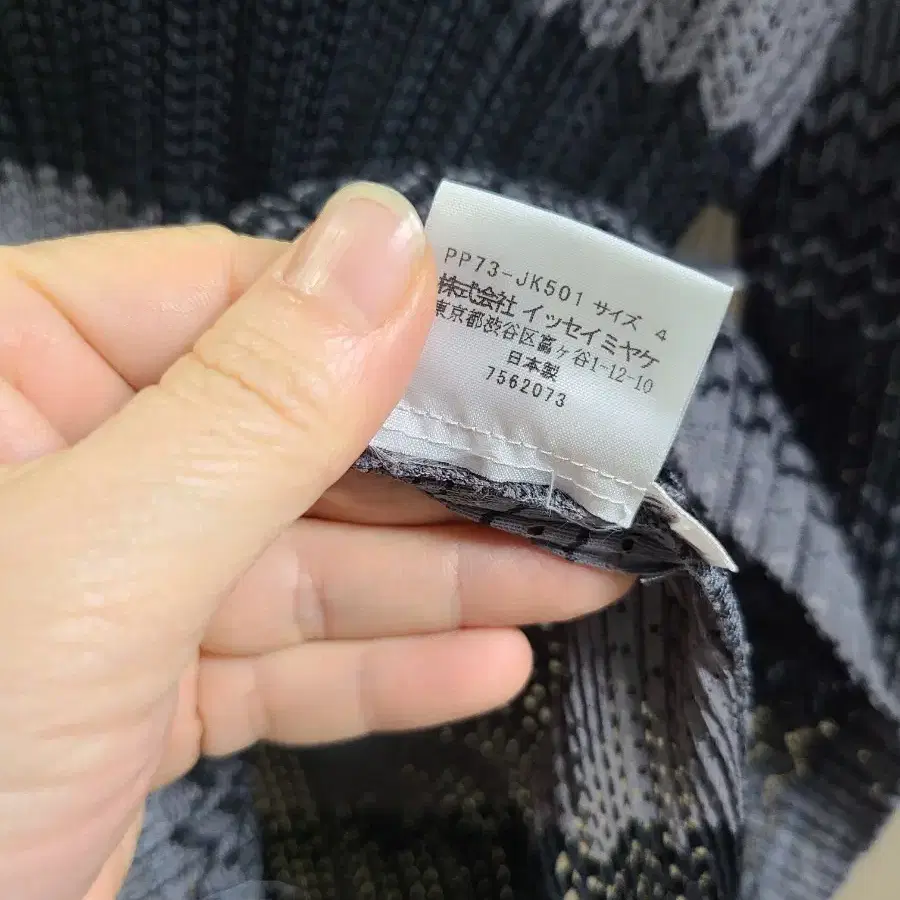 PP73-JK501 サイズ 4
株式会社 イッセイミヤケ
東京都渋谷区富ヶ谷1-12-10
日本製
7562073